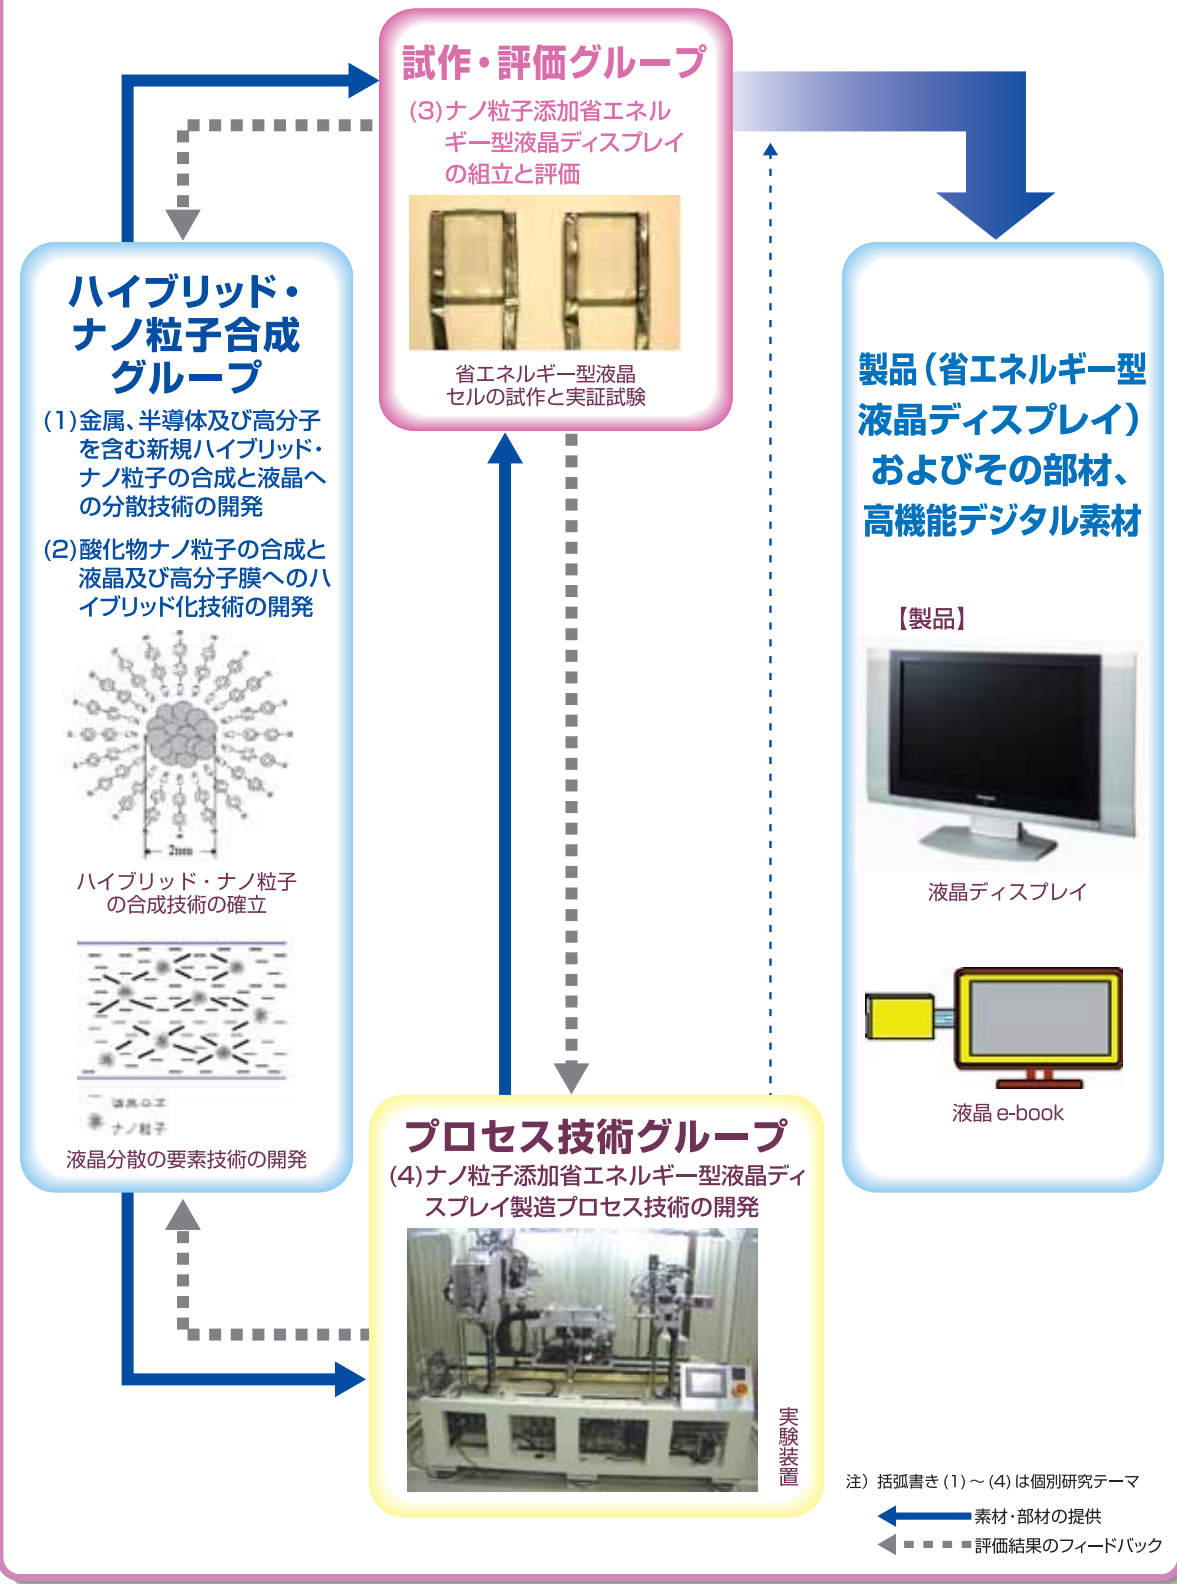 試作・評価グループ
(3)ナノ粒子添加省エネル
ギー型液晶ディスプレイ
の組立と評価
省エネルギー型液晶
セルの試作と実証試験
ハイブリッド・
ナノ粒子合成
グループ
(1)金属、半導体及び高分子
を含む新規ハイブリッド・
ナノ粒子の合成と液晶へ
の分散技術の開発
(2)酸化物ナノ粒子の合成と
液晶及び高分子膜へのハ
イブリッド化技術の開発
2nm
ハイブリッド・ナノ粒子
の合成技術の確立
ナノ粒子
液晶分散の要素技術の開発
製品（省エネルギー型
液晶ディスプレイ）
およびその部材、
高機能デジタル素材
【製品】
液晶ディスプレイ
液晶 e-book
プロセス技術グループ
(4)ナノ粒子添加省エネルギー型液晶ディ
スプレイ製造プロセス技術の開発
実験装置
注）括弧書き(1)～(4)は個別研究テーマ
素材・部材の提供
評価結果のフィードバック